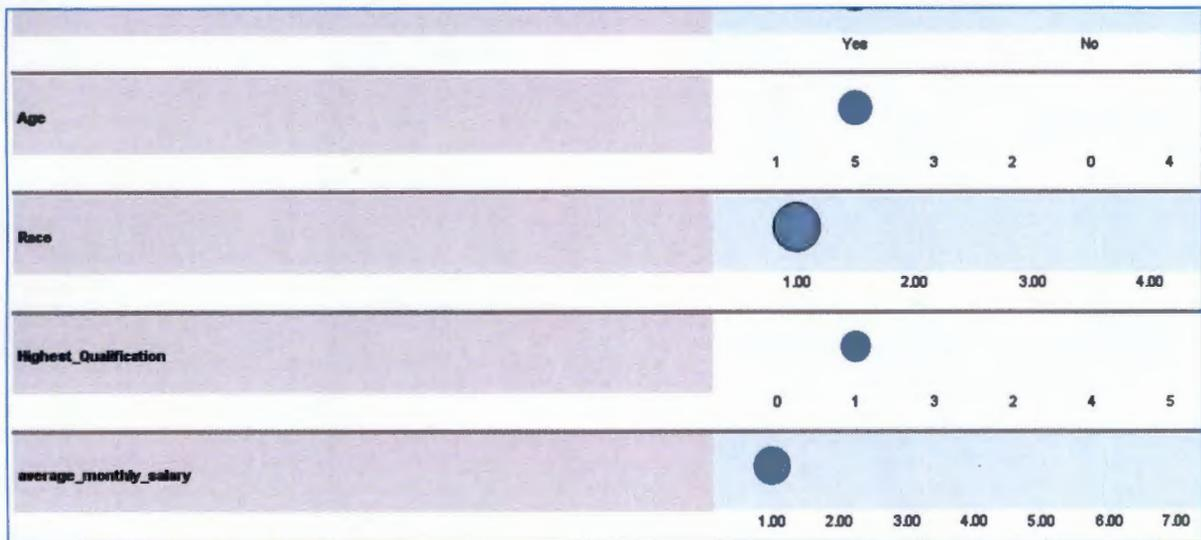 Yes No
Age
1 5 3 2 0 4
Race
1.00 2.00 3.00 4.00
Highest_Qualification
0 1 3 2 4 5
average_monthly_salary
1.00 2.00 3.00 4.00 5.00 6.00 7.00